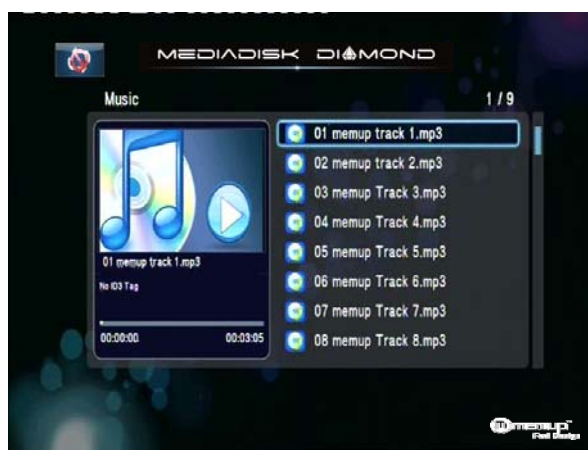 MEDIADISK DIAMOND
Music
1 / 9
01 memup track 1.mp3
No ID3 Tag
00:00:00
00:03:05
01 memup track 1.mp3
02 memup track 2.mp3
03 memup Track 3.mp3
04 memup Track 4.mp3
05 memup Track 5.mp3
06 memup Track 6.mp3
07 memup Track 7.mp3
08 memup Track 8.mp3
memup
Feel Design